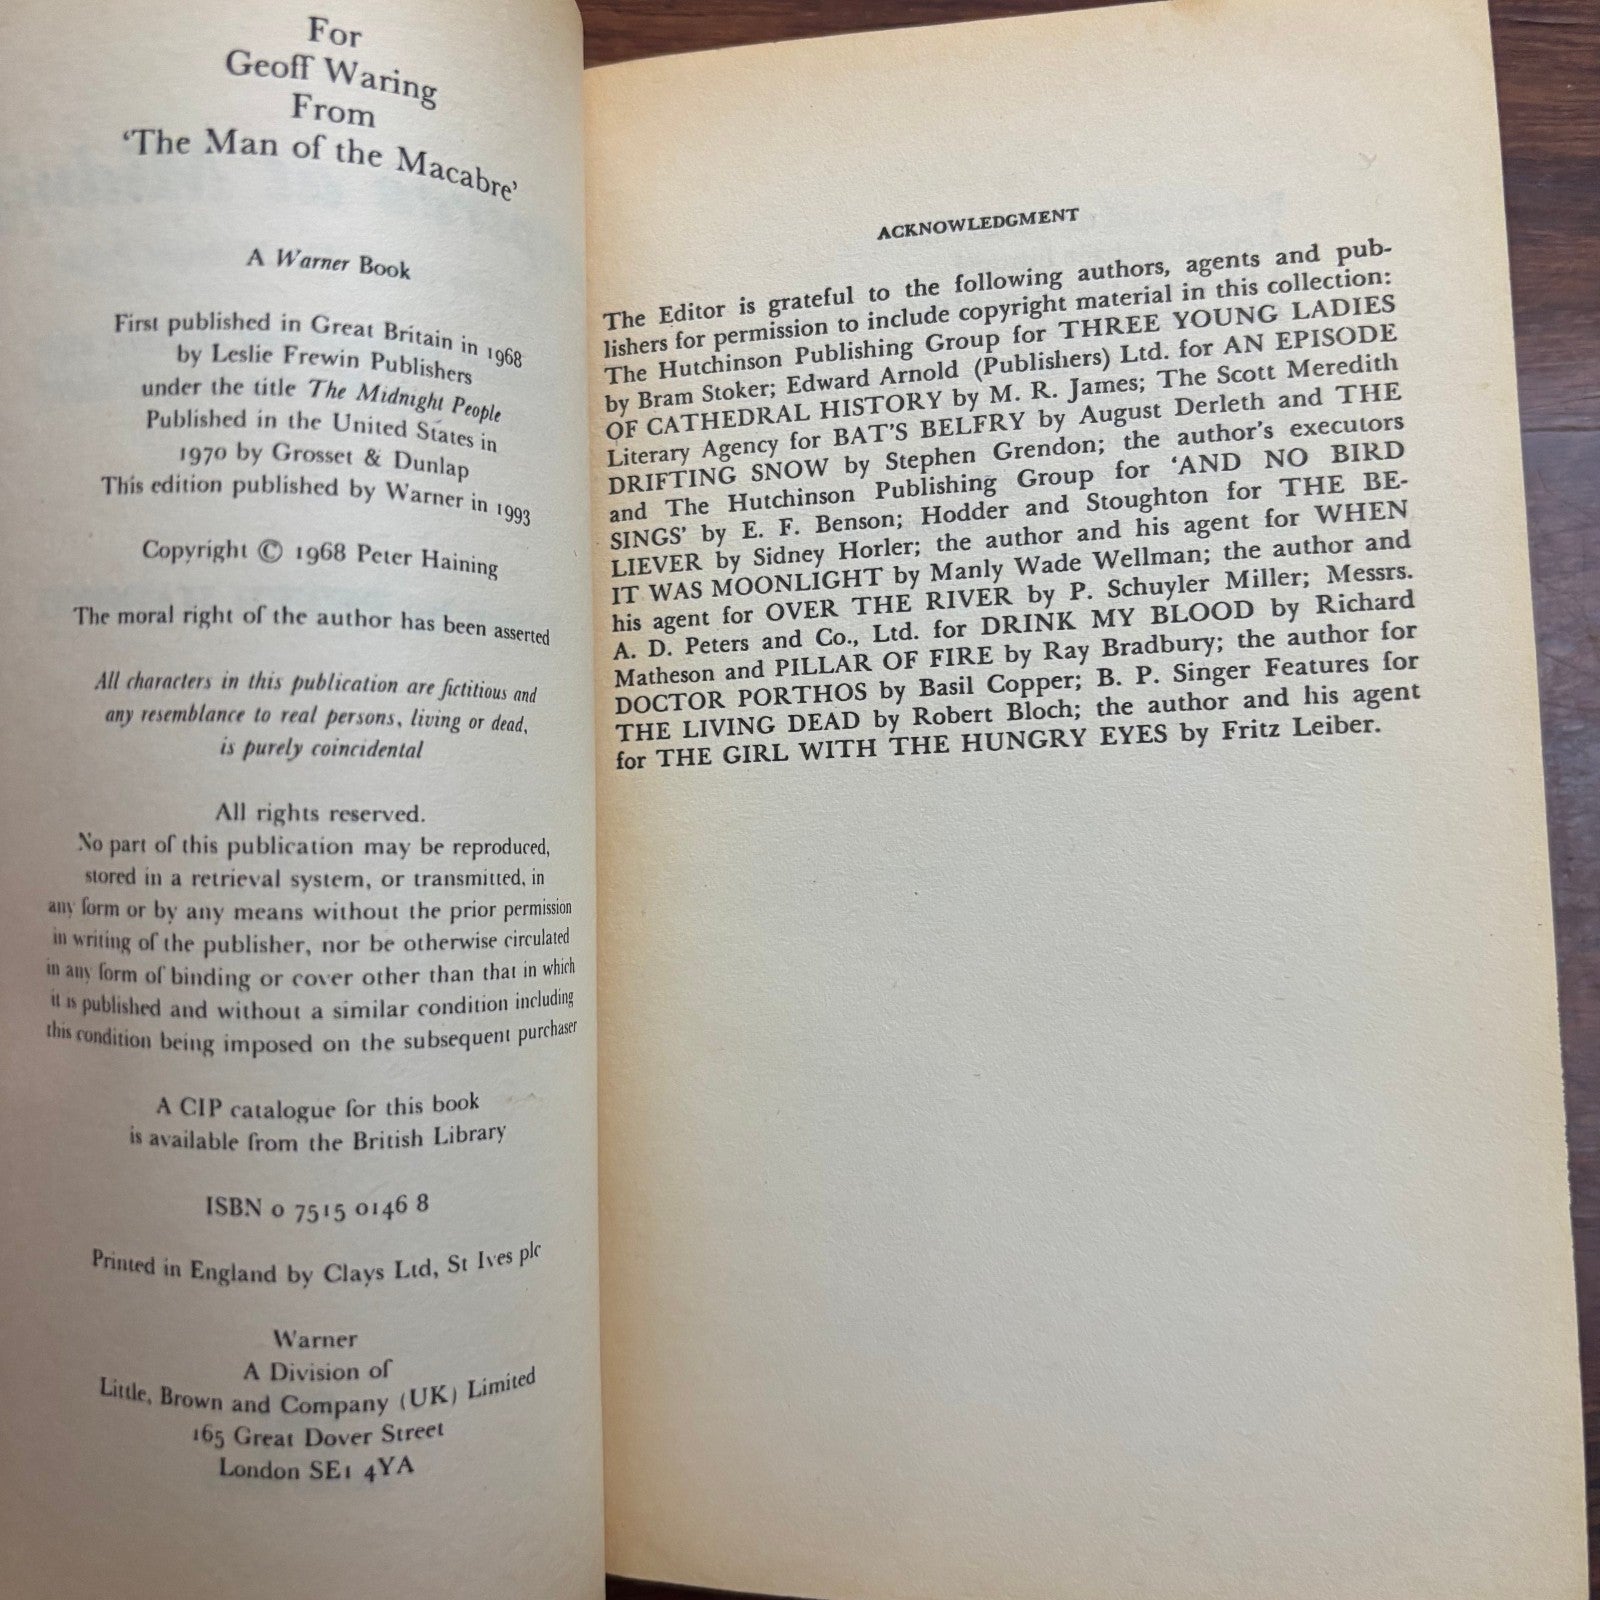 For
Geoff Waring
From
‘The Man of the Macabre’
A Warner Book
First published in Great Britain in 1968
by Leslie Frewin Publishers
under the title The Midnight People
Published in the United States in
1970 by Grosset & Dunlap
This edition published by Warner in 1993
Copyright © 1968 Peter Haining
The moral right of the author has been asserted
All characters in this publication are fictitious and
any resemblance to real persons, living or dead,
is purely coincidental
All rights reserved.
No part of this publication may be reproduced,
stored in a retrieval system, or transmitted, in
any form or by any means without the prior permission
in writing of the publisher, nor be otherwise circulated
in any form of binding or cover other than that in which
it is published and without a similar condition including
this condition being imposed on the subsequent purchaser
A CIP catalogue for this book
is available from the British Library
ISBN 0 7515 0146 8
Printed in England by Clays Ltd, St Ives plc
Warner
A Division of
Little, Brown and Company (UK) Limited
165 Great Dover Street
London SE1 4YA
ACKNOWLEDGMENT
The Editor is grateful to the following authors, agents and pub-
lishers for permission to include copyright material in this collection:
The Hutchinson Publishing Group for THREE YOUNG LADIES
by Bram Stoker; Edward Arnold (Publishers) Ltd. for AN EPISODE
OF CATHEDRAL HISTORY by M. R. James; The Scott Meredith
Literary Agency for BAT'S BELFRY by August Derleth and THE
DRIFTING SNOW by Stephen Grendon; the author's executors
and The Hutchinson Publishing Group for ‘AND NO BIRD
SINGS’ by E. F. Benson; Hodder and Stoughton for THE BE-
LIEVER by Sidney Horler; the author and his agent for WHEN
IT WAS MOONLIGHT by Manly Wade Wellman; the author and
his agent for OVER THE RIVER by P. Schuyler Miller; Messrs.
A. D. Peters and Co., Ltd. for DRINK MY BLOOD by Richard
Matheson and PILLAR OF FIRE by Ray Bradbury; the author for
DOCTOR PORTHOS by Basil Copper; B. P. Singer Features for
THE LIVING DEAD by Robert Bloch; the author and his agent
for THE GIRL WITH THE HUNGRY EYES by Fritz Leiber.